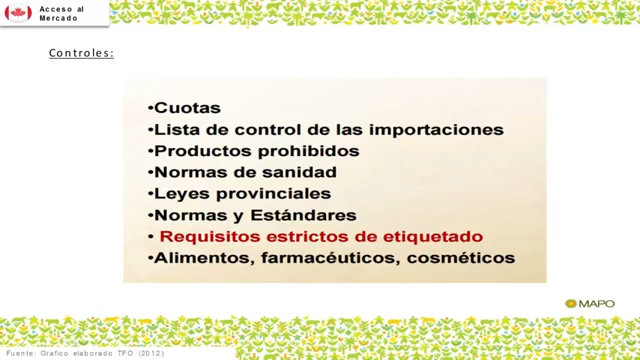 Acceso al
Mercado
Controles:
•Cuotas
•Lista de control de las importaciones
•Productos prohibidos
•Normas de sanidad
•Leyes provinciales
•Normas y Estándares
• Requisitos estrictos de etiquetado
•Alimentos, farmacéuticos, cosméticos
MAPO
Fuente: Grafico elaborado TFO (2012)